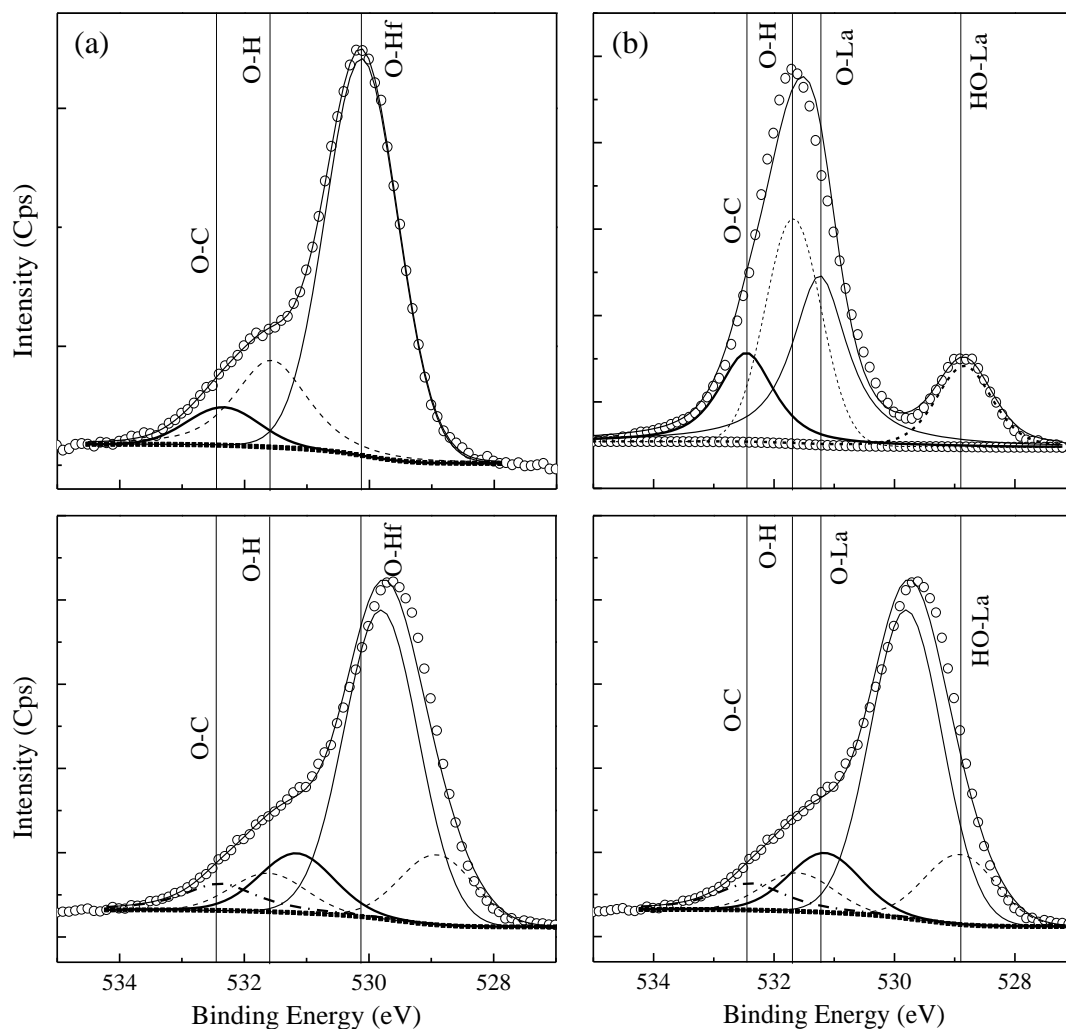 (a)
O-C
O-H
O-Hf
Intensity (Cps)
(b)
O-C
O-H
O-La
HO-La
O-C
O-H
O-Hf
Intensity (Cps)
534
532
530
528
Binding Energy (eV)
O-C
O-H
O-La
HO-La
534
532
530
528
Binding Energy (eV)